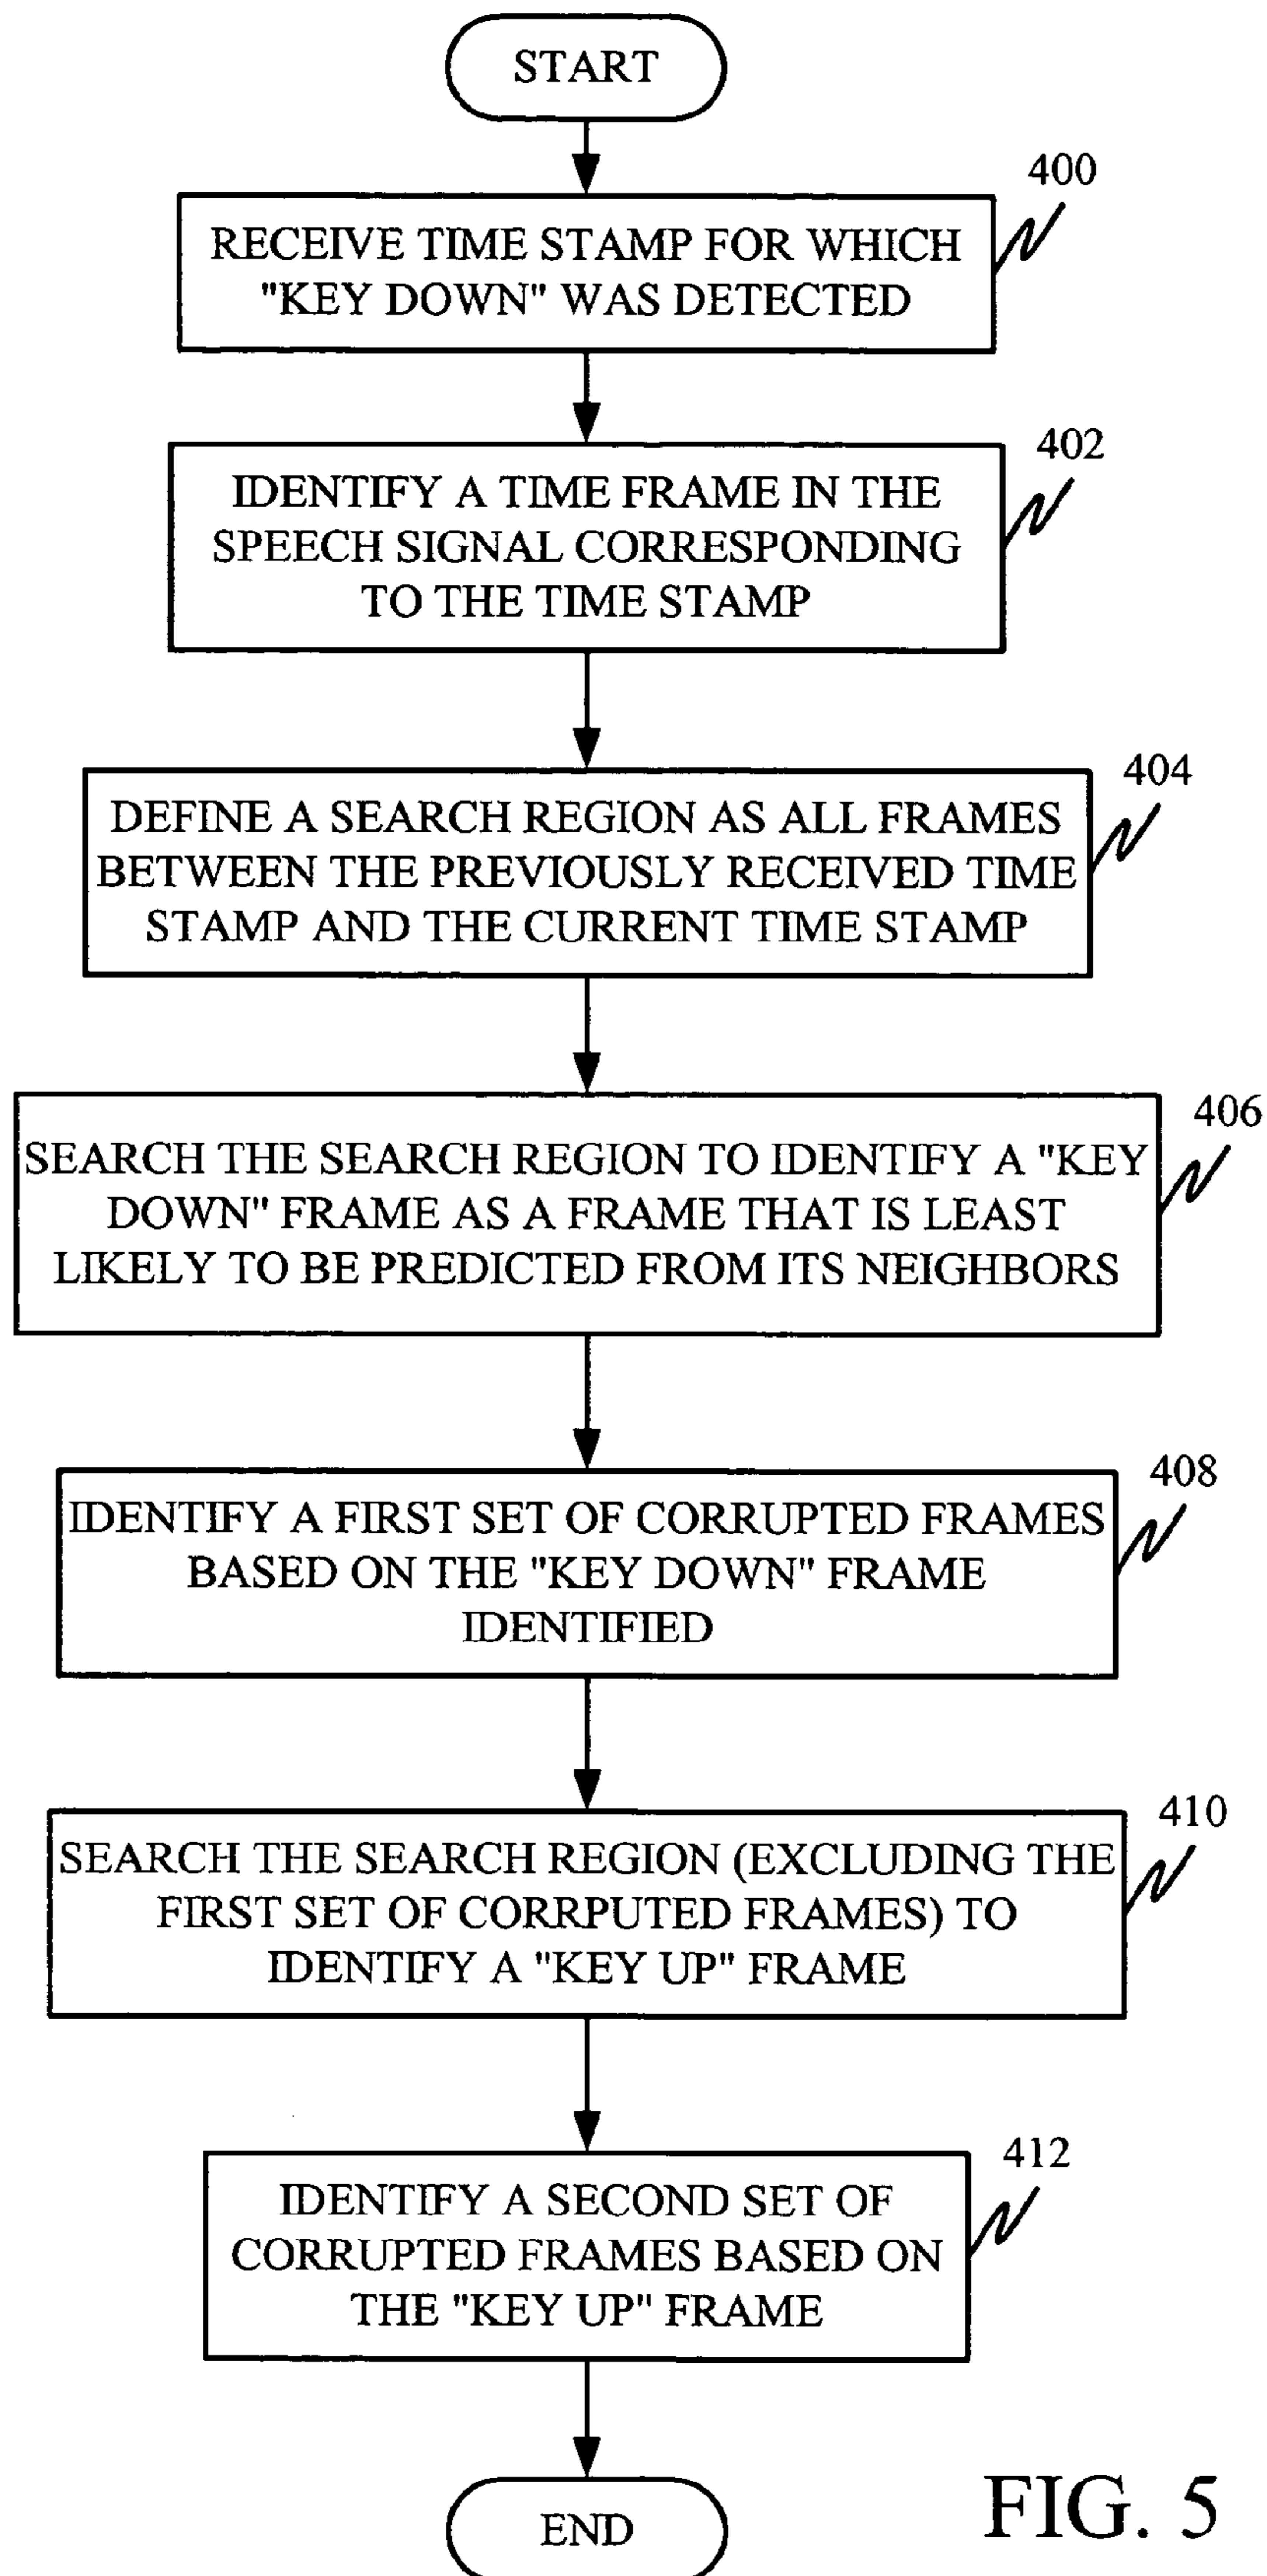 START
400
RECEIVE TIME STAMP FOR WHICH
"KEY DOWN" WAS DETECTED
402
IDENTIFY A TIME FRAME IN THE
SPEECH SIGNAL CORRESPONDING
TO THE TIME STAMP
404
DEFINE A SEARCH REGION AS ALL FRAMES
BETWEEN THE PREVIOUSLY RECEIVED TIME
STAMP AND THE CURRENT TIME STAMP
406
SEARCH THE SEARCH REGION TO IDENTIFY A "KEY
DOWN" FRAME AS A FRAME THAT IS LEAST
LIKELY TO BE PREDICTED FROM ITS NEIGHBORS
408
IDENTIFY A FIRST SET OF CORRUPTED FRAMES
BASED ON THE "KEY DOWN" FRAME
IDENTIFIED
410
SEARCH THE SEARCH REGION (EXCLUDING THE
FIRST SET OF CORRPUTED FRAMES) TO
IDENTIFY A "KEY UP" FRAME
412
IDENTIFY A SECOND SET OF
CORRUPTED FRAMES BASED ON
THE "KEY UP" FRAME
END
FIG. 5